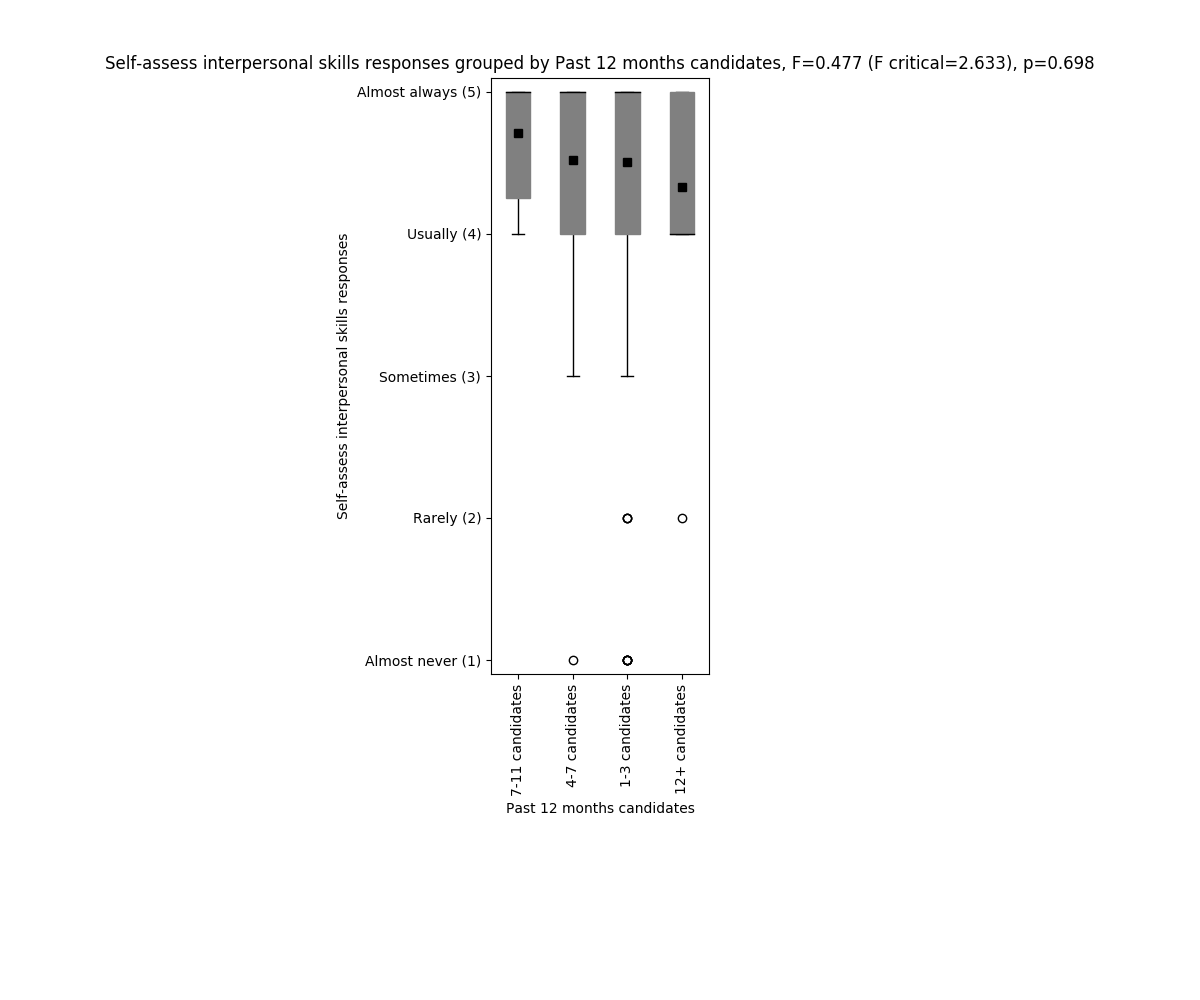 Self-assess interpersonal skills responses grouped by Past 12 months candidates, F=0.477 (F critical=2.633), p=0.698
Almost always (5)
Usually (4)
Sometimes (3)
Rarely (2)
Almost never (1)
Self-assess interpersonal skills responses
7-11 candidates
4-7 candidates
1-3 candidates
12+ candidates
Past 12 months candidates